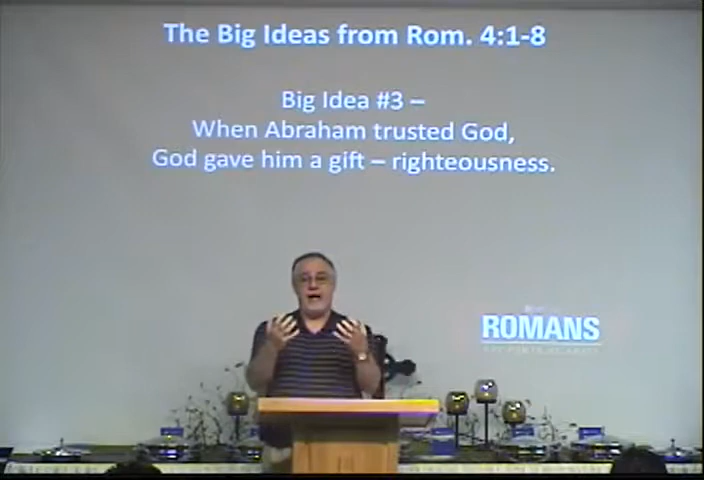 The Big Ideas from Rom. 4:1-8
Big Idea #3 –
When Abraham trusted God,
God gave him a gift – righteousness.
ROMANS